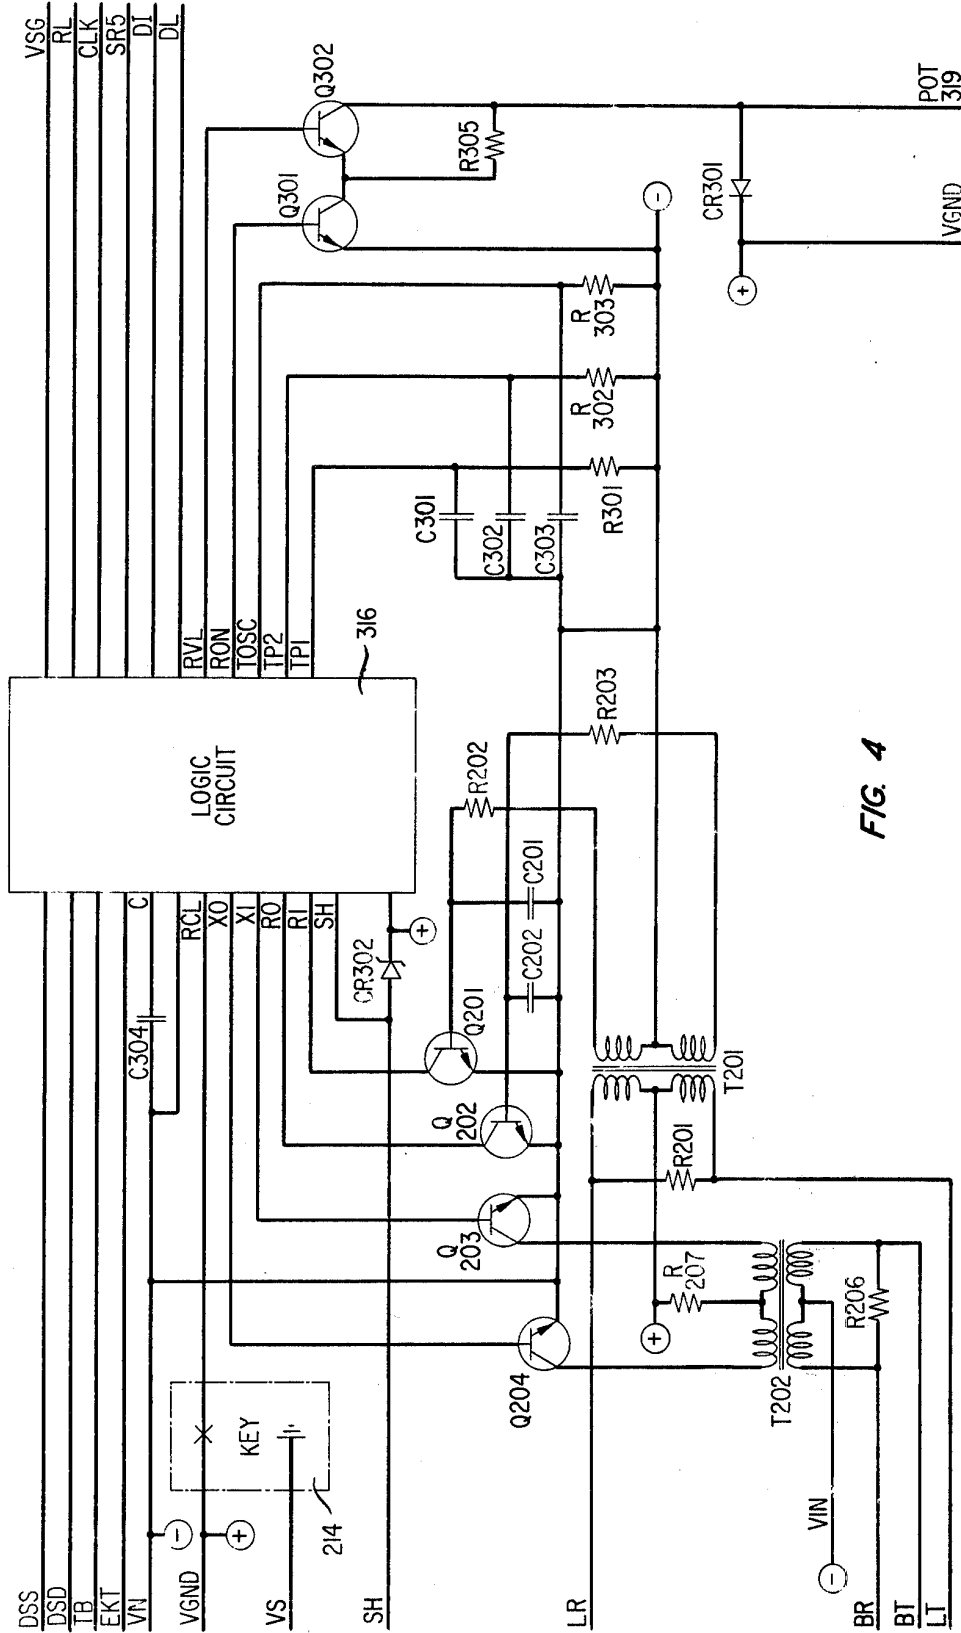 VSG
RL
CLK
SR5
DI
DL
Q302
Q301
R305
POT
319
CR301
VGND
+
-
R
303
R
302
R301
C301
C302
C303
RVL
RON
TOSC
TP2
TP1
316
LOGIC
CIRCUIT
R203
R202
C201
C202
FIG. 4
C
RCL
XO
XI
RO
RI
SH
CR302
+
C304
Q201
Q
202
Q
203
Q204
T201
R201
R
207
+
T202
R206
KEY
214
-
+
VIN
-
DSS
DSD
TB
EKT
VN
VGND
VS
SH
LR
BR
BT
LT